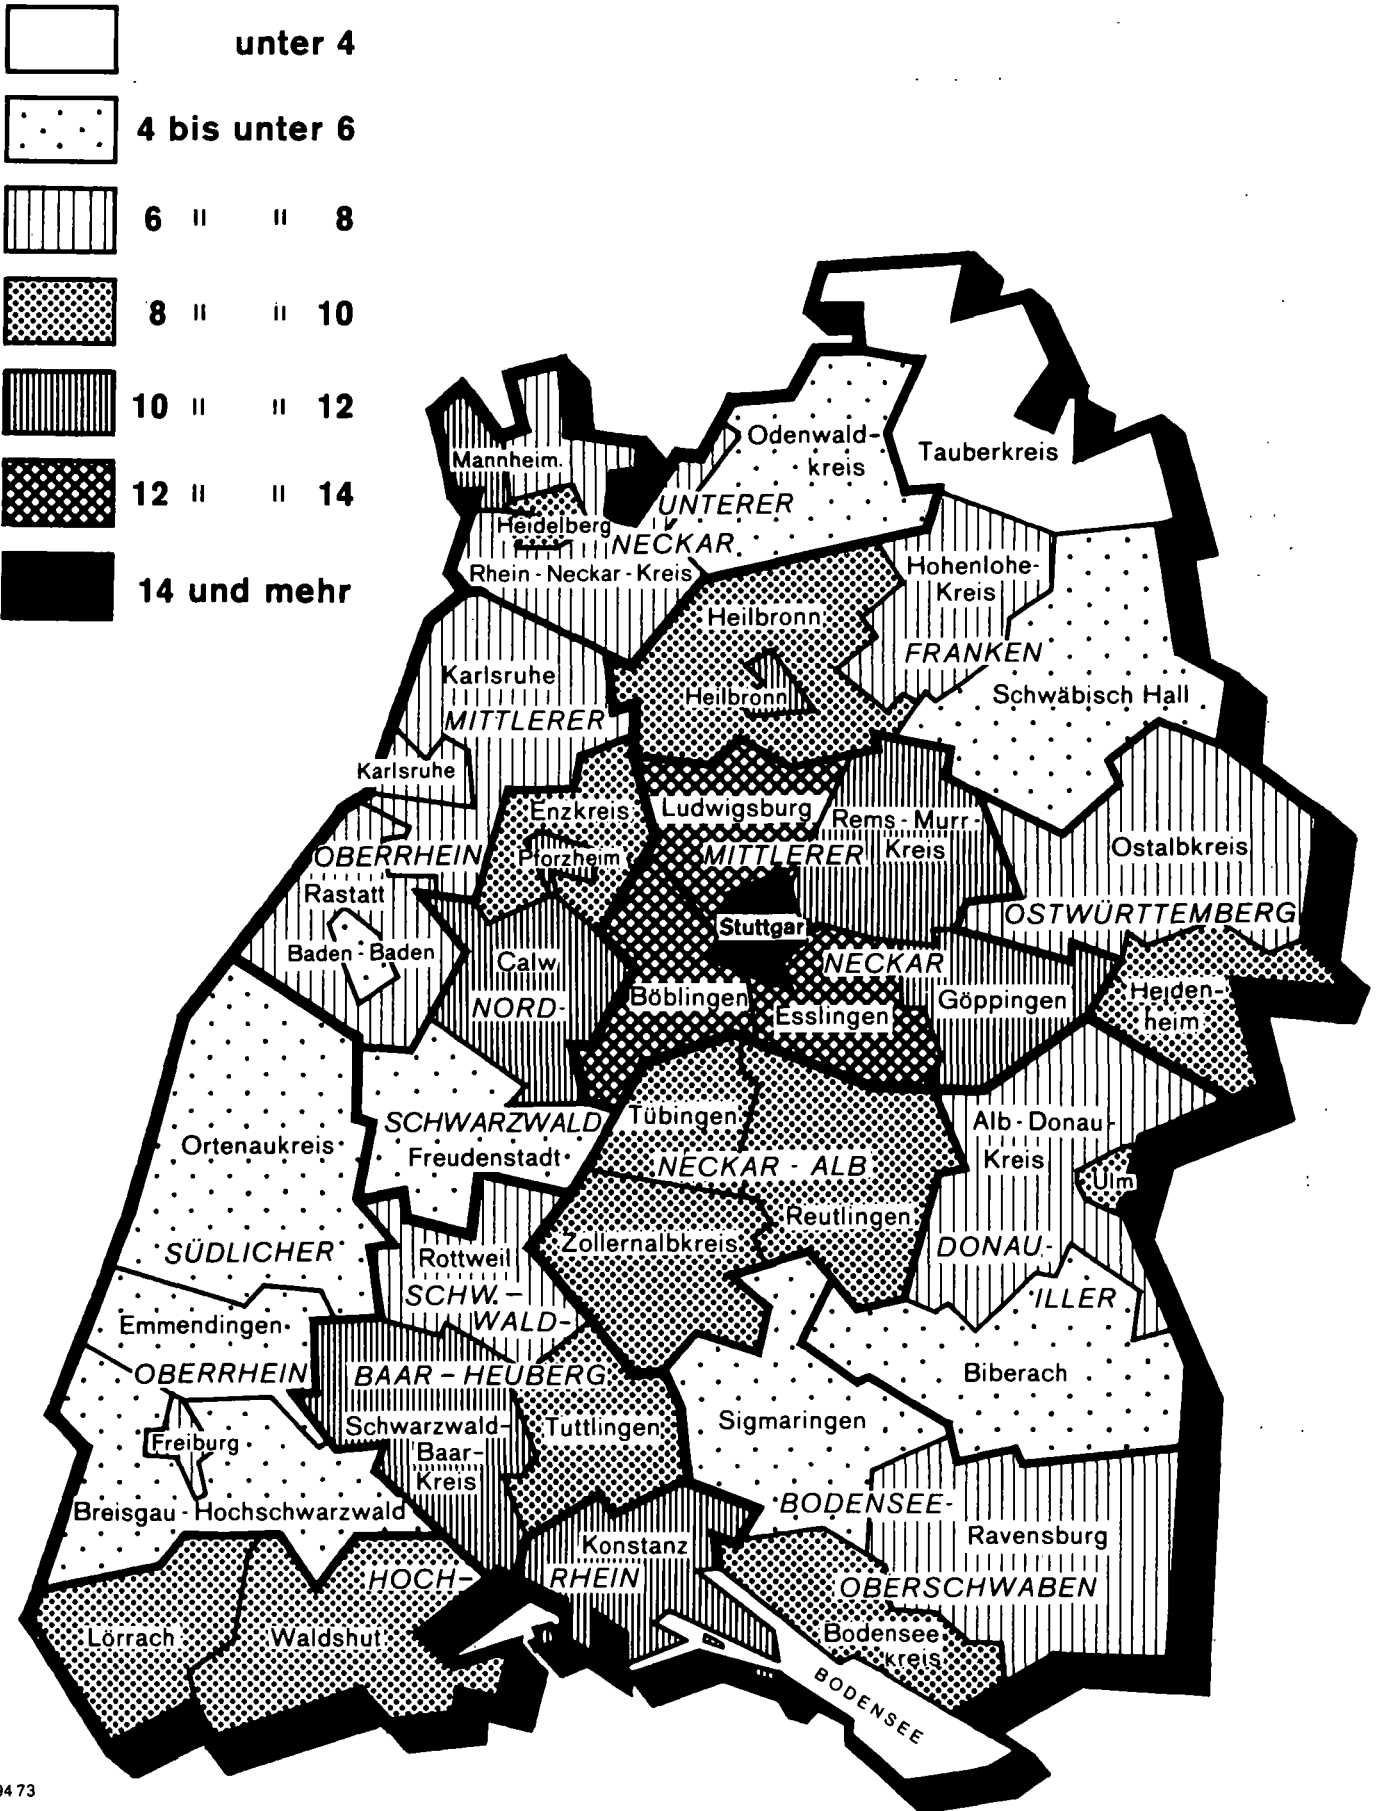 unter 4
4 bis unter 6
6 " " 8
8 " " 10
10 " " 12
12 " " 14
14 und mehr
Odenwald-
kreis
Tauberkreis
Mannheim
UNTERER
Heidelberg
NECKAR
Rhein-Neckar-Kreis
Hohenlohe-
Kreis
Heilbronn
FRANKEN
Karlsruhe
Heilbronn
Schwäbisch Hall
MITTLERER
Karlsruhe
Enzkreis
Ludwigsburg
Rems-Murr-
Kreis
Ostalbkreis
OBERRHEIN
Pforzheim
MITTLERER
Rastatt
OSTWÜRTTEMBERG
Stuttgar
Baden-Baden
Calw
NECKAR
NORD-
Böblingen
Esslingen
Göppingen
Heiden-
heim
SCHWARZWALD
Tübingen
Alb-Donau-
Kreis
Ortenaukreis
Freudenstadt
NECKAR - ALB
Ulm
Reutlingen
SÜDLICHER
Rottweil
Zollernalbkreis
DONAU-
SCHW.-
WALD-
ILLER
Emmendingen
OBERRHEIN
BAAR-HEUBERG
Biberach
Schwarzwald-
Baar-
Kreis
Tuttlingen
Sigmaringen
Freiburg
Breisgau-Hochschwarzwald
BODENSEE-
Ravensburg
Konstanz
HOCH-
RHEIN
OBERSCHWABEN
Lörrach
Waldshut
Bodensee
kreis
BODENSEE
9473